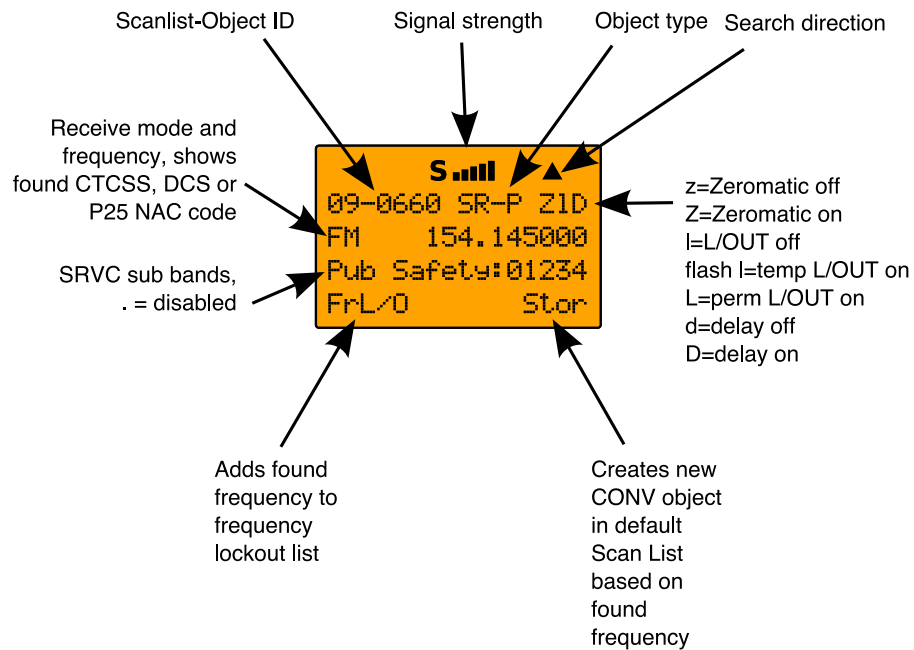 Scanlist-Object ID
Signal strength
Object type
Search direction
Receive mode and
frequency, shows
found CTCSS, DCS or
P25 NAC code
SRVC sub bands,
. = disabled
S
09-0660 SR-P ZlD
FM 154.145000
Pub Safety:01234
FrL/O Stor
z=Zeromatic off
Z=Zeromatic on
l=L/OUT off
flash l=temp L/OUT on
L=perm L/OUT on
d=delay off
D=delay on
Adds found
frequency to
frequency
lockout list
Creates new
CONV object
in default
Scan List
based on
found
frequency